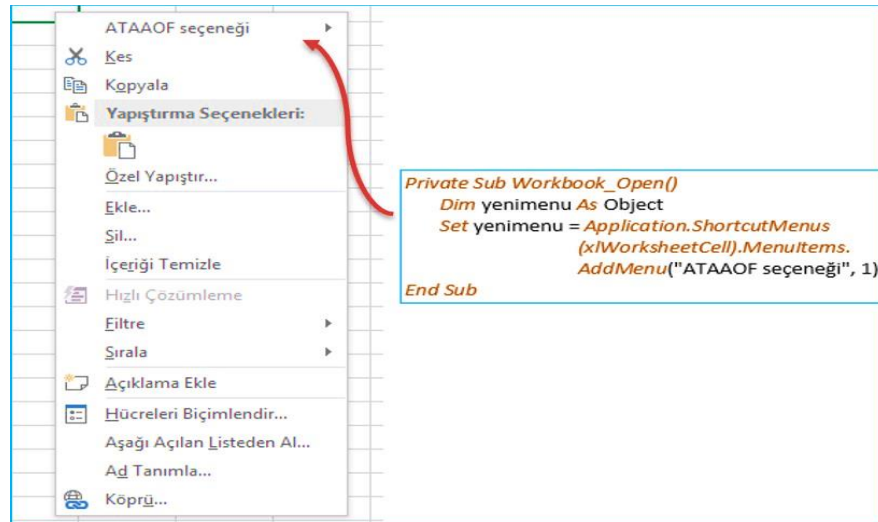 ATAAOF seçeneği
Kes
Kopyala
Yapıştırma Seçenekleri:
Özel Yapıştır...
Ekle...
Sil...
İçeriği Temizle
Hızlı Çözümleme
Filtre
Sırala
Açıklama Ekle
Hücreleri Biçimlendir...
Aşağı Açılan Listeden Al...
Ad Tanımla...
Köprü...
Private Sub Workbook_Open()
Dim yenimenu As Object
Set yenimenu = Application.ShortcutMenus
(xlWorksheetCell).MenuItems.
AddMenu("ATAAOF seçeneği", 1)
End Sub